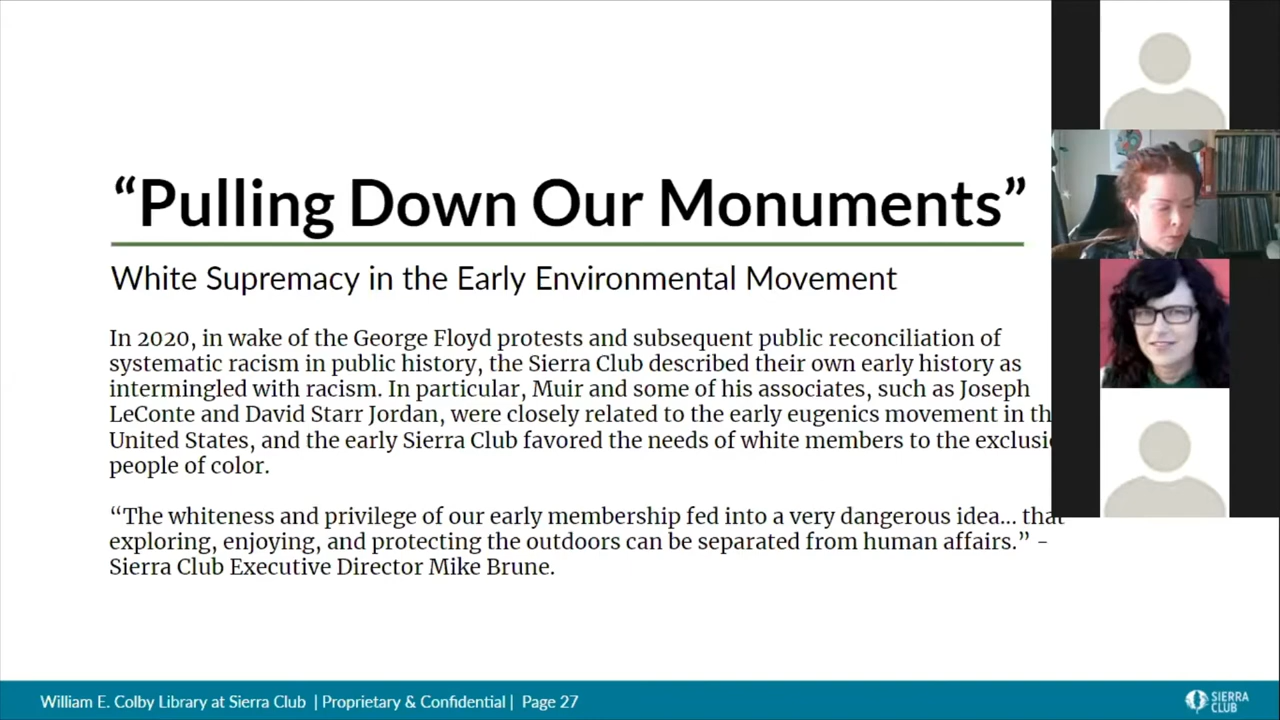 “Pulling Down Our Monuments”
White Supremacy in the Early Environmental Movement
In 2020, in wake of the George Floyd protests and subsequent public reconciliation of
systematic racism in public history, the Sierra Club described their own early history as
intermingled with racism. In particular, Muir and some of his associates, such as Joseph
LeConte and David Starr Jordan, were closely related to the early eugenics movement in th
United States, and the early Sierra Club favored the needs of white members to the exclusi
people of color.
“The whiteness and privilege of our early membership fed into a very dangerous idea... that
exploring, enjoying, and protecting the outdoors can be separated from human affairs.” –
Sierra Club Executive Director Mike Brune.
William E. Colby Library at Sierra Club | Proprietary & Confidential | Page 27
SIERRA
CLUB